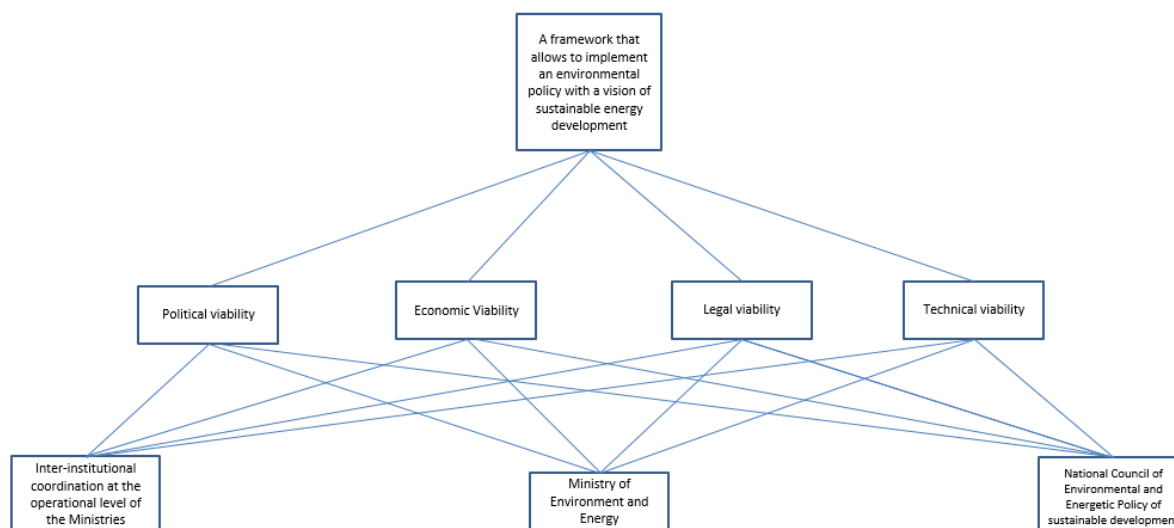 A framework that
allows to implement
an environmental
policy with a vision of
sustainable energy
development
Political viability
Economic Viability
Legal viability
Technical viability
Inter-institutional
coordination at the
operational level of
the Ministries
Ministry of
Environment and
Energy
National Council of
Environmental and
Energetic Policy of
sustainable development